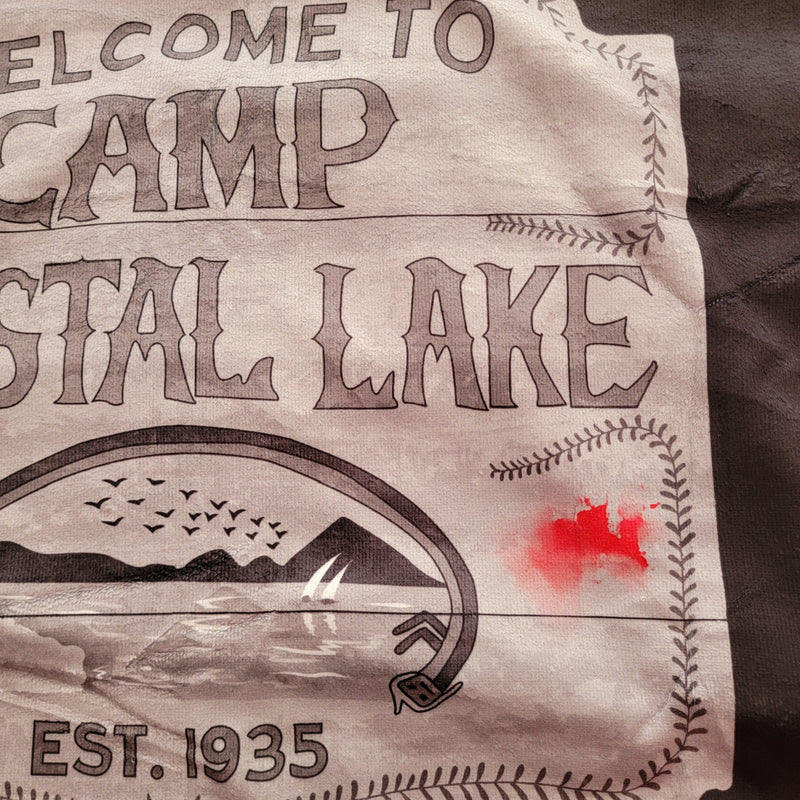 ELCOME TO
CAMP
STAL LAKE
EST. 1935